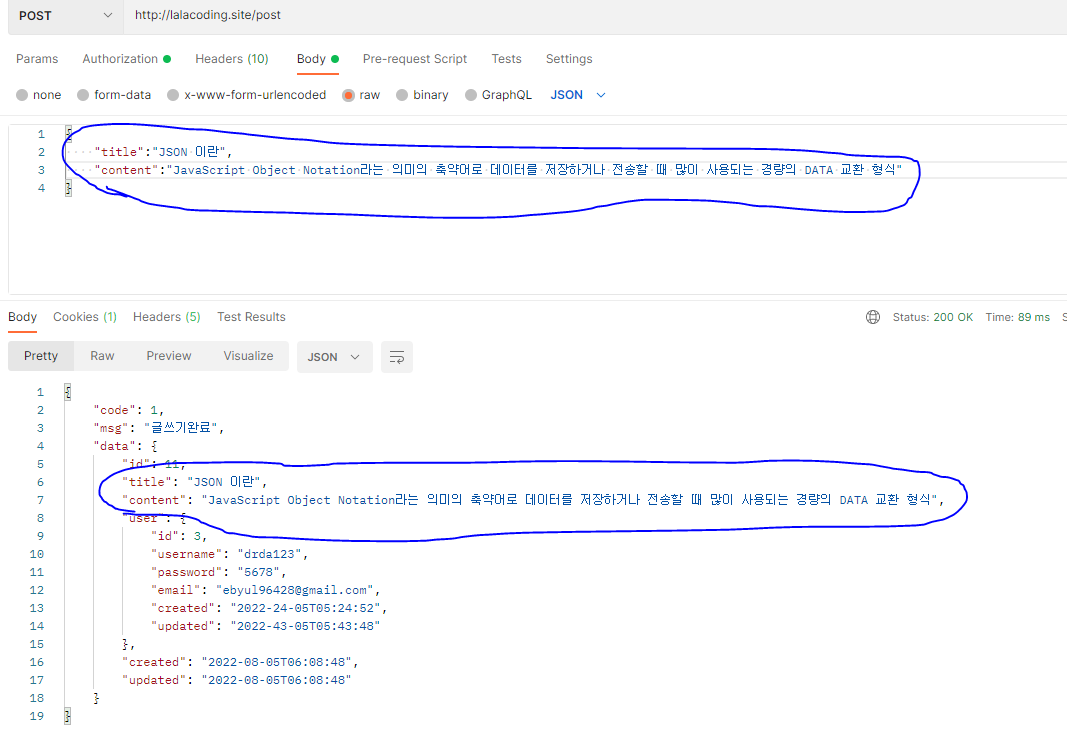 POST http://lalacoding.site/post
Params Authorization Headers (10) Body Pre-request Script Tests Settings
none form-data x-www-form-urlencoded raw binary GraphQL JSON
1 {
2 "title":"JSON 이란",
3 "content":"JavaScript Object Notation라는 의미의 축약어로 데이터를 저장하거나 전송할 때 많이 사용되는 경량의 DATA 교환 형식"
4 }
Body Cookies (1) Headers (5) Test Results Status: 200 OK Time: 89 ms S
Pretty Raw Preview Visualize JSON
1 {
2 "code": 1,
3 "msg": "글쓰기완료",
4 "data": {
5 "id": 11,
6 "title": "JSON 이란",
7 "content": "JavaScript Object Notation라는 의미의 축약어로 데이터를 저장하거나 전송할 때 많이 사용되는 경량의 DATA 교환 형식",
8 "user": {
9 "id": 3,
10 "username": "drda123",
11 "password": "5678",
12 "email": "ebyul96428@gmail.com",
13 "created": "2022-24-05T05:24:52",
14 "updated": "2022-43-05T05:43:48"
15 },
16 "created": "2022-08-05T06:08:48",
17 "updated": "2022-08-05T06:08:48"
18 }
19 }